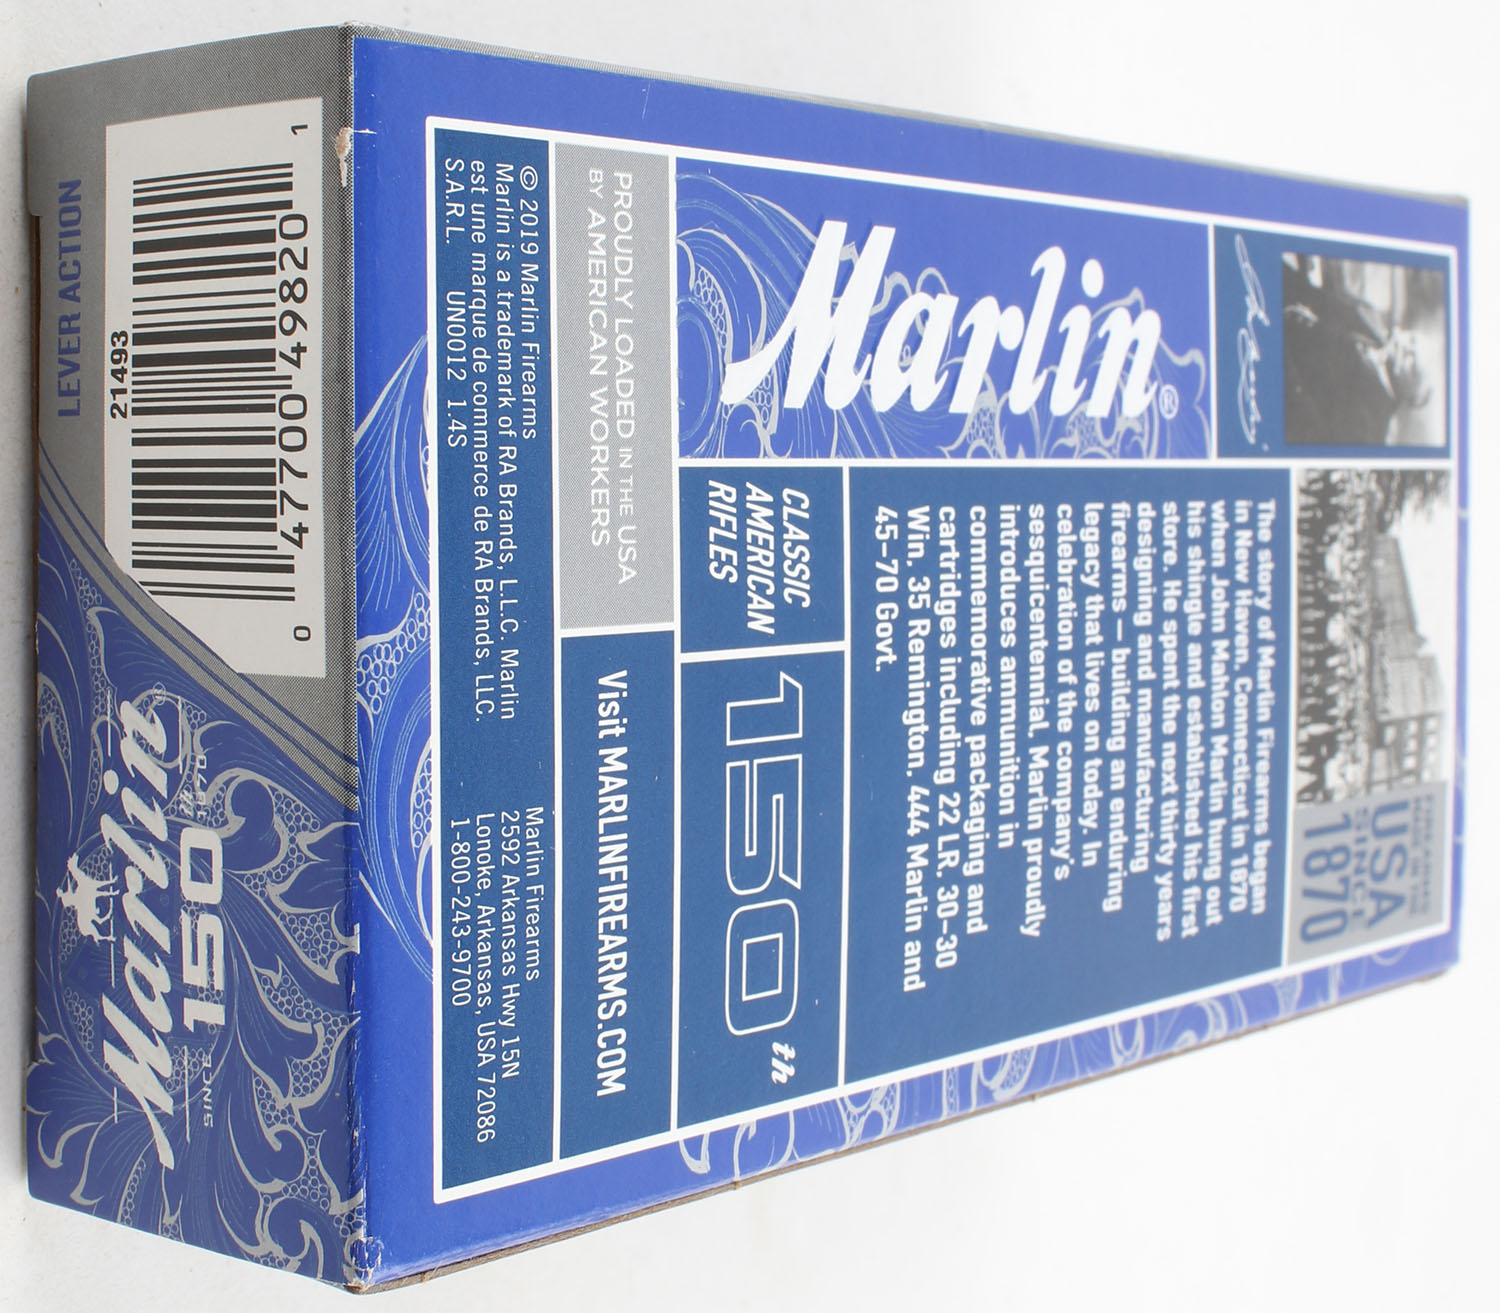 Marlin®
The story of Marlin Firearms began
in New Haven, Connecticut in 1870
when John Mahlon Marlin hung out
his shingle and established his first
store. He spent the next thirty years
designing and manufacturing
firearms – building an enduring
legacy that lives on today. In
celebration of the company's
sesquicentennial, Marlin proudly
introduces ammunition in
commemorative packaging and
cartridges including 22 LR, 30-30
Win, 35 Remington, 444 Marlin and
45-70 Govt.
USA
SINCE
1870
CLASSIC
AMERICAN
RIFLES
150th
PROUDLY LOADED IN THE USA
BY AMERICAN WORKERS
Visit MARLINFIREARMS.COM
© 2019 Marlin Firearms
Marlin is a trademark of RA Brands, L.L.C. Marlin
est une marque de commerce de RA Brands, LLC.
S.A.R.L. UN0012 1.4S
Marlin Firearms
2592 Arkansas Hwy 15N
Lonoke, Arkansas, USA 72086
1-800-243-9700
1 0 47700 49820 0
21493
LEVER ACTION
Marlin
SINCE 150 1870